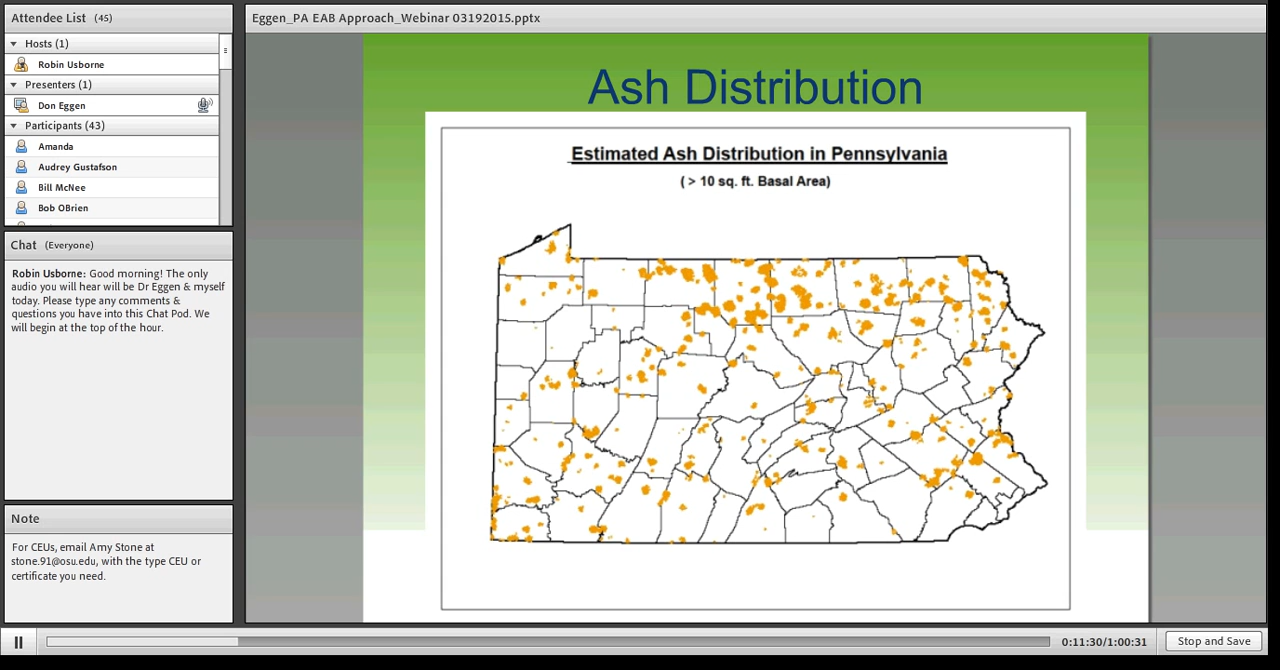 Attendee List (45)
Hosts (1)
Robin Usborne
Presenters (1)
Don Eggen
Participants (43)
Amanda
Audrey Gustafson
Bill McNee
Bob OBrien
Chat (Everyone)
Robin Usborne: Good morning! The only
audio you will hear will be Dr Eggen & myself
today. Please type any comments &
questions you have into this Chat Pod. We
will begin at the top of the hour.
Note
For CEUs, email Amy Stone at
stone.91@osu.edu, with the type CEU or
certificate you need.
Eggen_PA EAB Approach_Webinar 03192015.pptx
Ash Distribution
Estimated Ash Distribution in Pennsylvania
( > 10 sq. ft. Basal Area)
0:11:30/1:00:31
Stop and Save